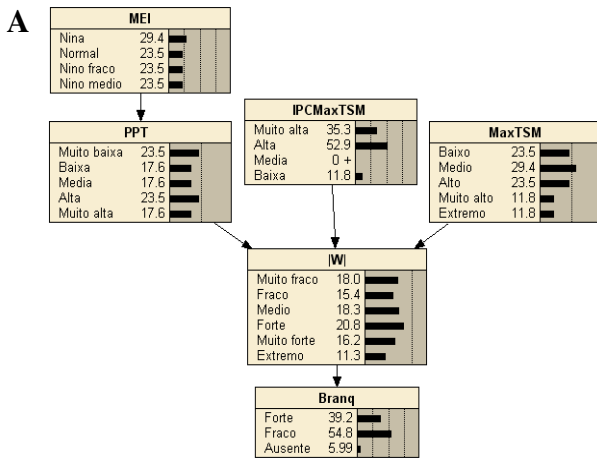 A
MEI
Nina 29.4
Normal 23.5
Nino fraco 23.5
Nino medio 23.5
PPT
Muito baixa 23.5
Baixa 17.6
Media 17.6
Alta 23.5
Muito alta 17.6
IPCMaxTSM
Muito alta 35.3
Alta 52.9
Media 0 +
Baixa 11.8
MaxTSM
Baixo 23.5
Medio 29.4
Alto 23.5
Muito alto 11.8
Extremo 11.8
|W|
Muito fraco 18.0
Fraco 15.4
Medio 18.3
Forte 20.8
Muito forte 16.2
Extremo 11.3
Branq
Forte 39.2
Fraco 54.8
Ausente 5.99